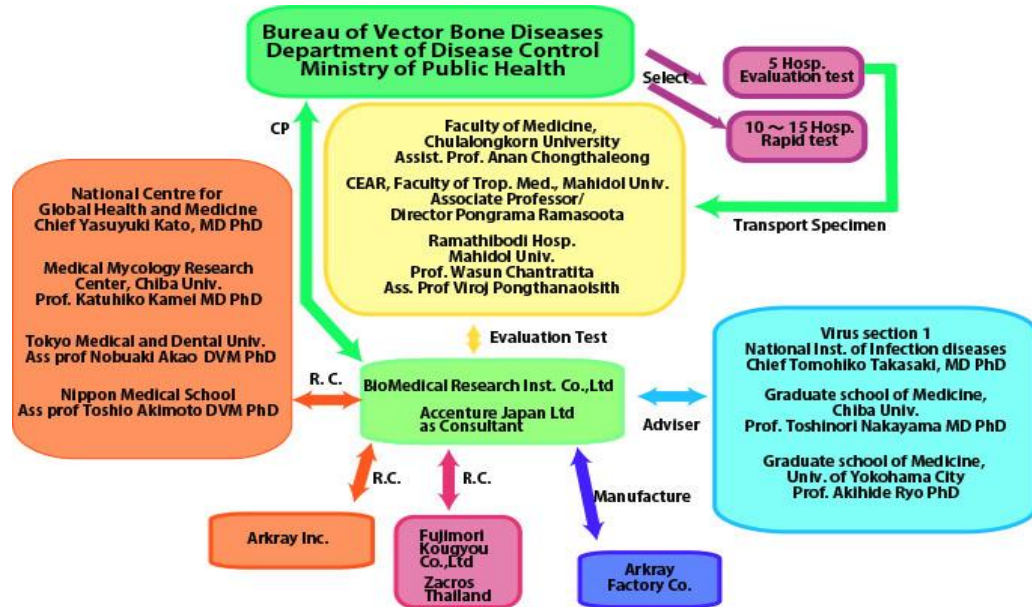 Bureau of Vector Bone Diseases
Department of Disease Control
Ministry of Public Health
Select
5 Hosp.
Evaluation test
10 ~ 15 Hosp.
Rapid test
CP
Faculty of Medicine,
Chulalongkorn University
Assist. Prof. Anan Chongthaleong
CEAR, Faculty of Trop. Med., Mahidol Univ.
Associate Professor/
Director Pongrama Ramasoota
Ramathibodi Hosp.
Mahidol Univ.
Prof. Wasun Chantratita
Ass. Prof Viroj Pongthanaoisith
Transport Specimen
National Centre for
Global Health and Medicine
Chief Yasuyuki Kato, MD PhD
Medical Mycology Research
Center, Chiba Univ.
Prof. Katuhiko Kamei MD PhD
Tokyo Medical and Dental Univ.
Ass prof Nobuaki Akao DVM PhD
Nippon Medical School
Ass prof Toshio Akimoto DVM PhD
Evaluation Test
R. C.
BioMedical Research Inst. Co.,Ltd
Accenture Japan Ltd
as Consultant
Adviser
Virus section 1
National Inst. of Infection diseases
Chief Tomohiko Takasaki, MD PhD
Graduate school of Medicine,
Chiba Univ.
Prof. Toshinori Nakayama MD PhD
Graduate school of Medicine,
Univ. of Yokohama City
Prof. Akihide Ryo PhD
R.C.
R.C.
Manufacture
Arkray Inc.
Fujimori
Kougyou
Co.,Ltd
Zacros
Thailand
Arkray
Factory Co.